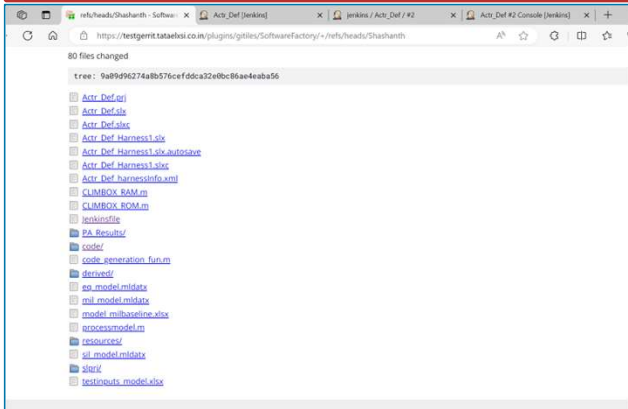 refs/heads/Shashanth - Softwar
Actr_Def [Jenkins]
jenkins / Actr_Def / #2
Actr_Def #2 Console [Jenkins]
https://testgerrit.tataelxsi.co.in/plugins/gitiles/SoftwareFactory/+/refs/heads/Shashanth
80 files changed
tree: 9a09d96274a8b576cefddca32e0bc86ae4eaba56
Actr_Def.prj
Actr_Def.slx
Actr_Def.slxc
Actr_Def_Harness1.slx
Actr_Def_Harness1.slx.autosave
Actr_Def_Harness1.slxc
Actr_Def_harnessInfo.xml
CLIMBOX_RAM.m
CLIMBOX_ROM.m
Jenkinsfile
PA_Results/
code/
code_generation_fun.m
derived/
eq_model.mldatx
mil_model.mldatx
model_milbaseline.xlsx
processmodel.m
resources/
sil_model.mldatx
slprj/
testinputs_model.xlsx